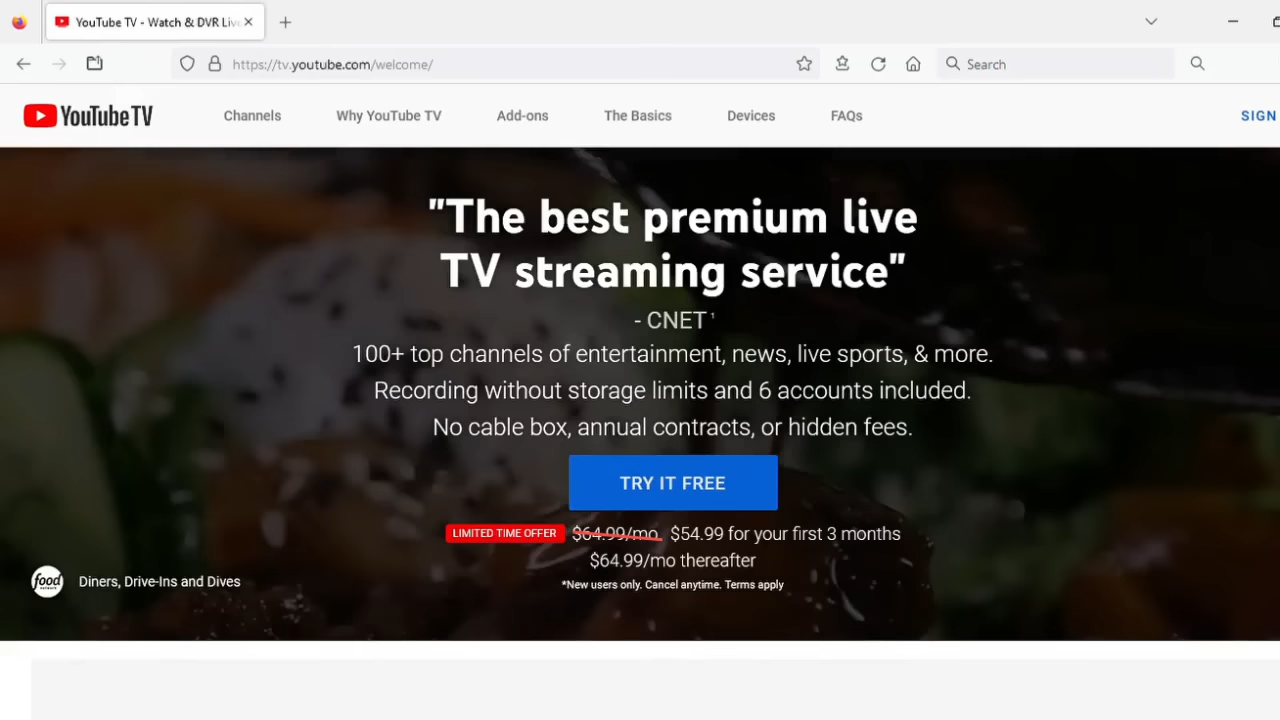 YouTube TV - Watch & DVR Liv
https://tv.youtube.com/welcome/
Search
YouTube TV
Channels
Why YouTube TV
Add-ons
The Basics
Devices
FAQs
SIGN
"The best premium live
TV streaming service"
- CNET 1
100+ top channels of entertainment, news, live sports, & more.
Recording without storage limits and 6 accounts included.
No cable box, annual contracts, or hidden fees.
TRY IT FREE
LIMITED TIME OFFER $64.99/mo. $54.99 for your first 3 months
$64.99/mo thereafter
*New users only. Cancel anytime. Terms apply
food
Diners, Drive-Ins and Dives